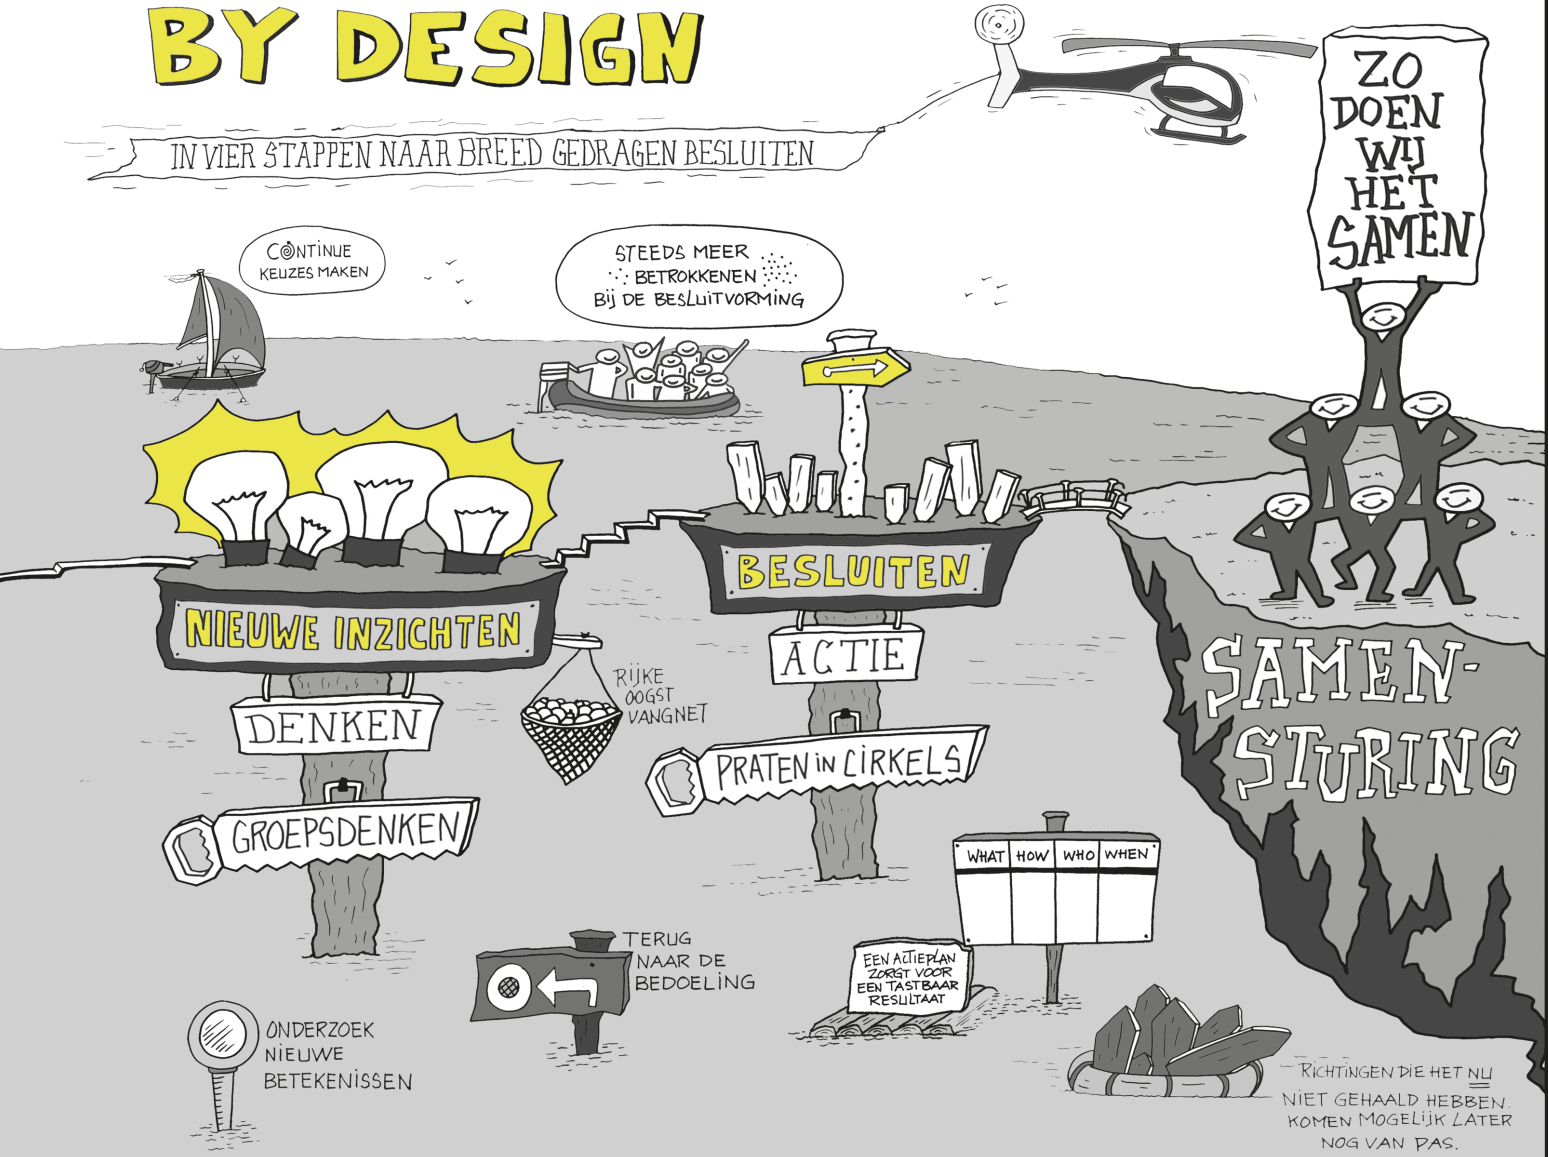 BY DESIGN
IN VIER STAPPEN NAAR BREED GEDRAGEN BESLUITEN
ZO
DOEN
WIJ
HET
SAMEN
CONTINUE
KEUZES MAKEN
STEEDS MEER
BETROKKENEN
BIJ DE BESLUITVORMING
NIEUWE INZICHTEN
DENKEN
GROEPSDENKEN
RIJKE
OOGST
VANGNET
BESLUITEN
ACTIE
PRATEN IN CIRKELS
SAMEN-
STURING
WHAT HOW WHO WHEN
TERUG
NAAR DE
BEDOELING
EEN ACTIEPLAN
ZORGT VOOR
EEN TASTBAAR
RESULTAAT
ONDERZOEK
NIEUWE
BETEKENISSEN
RICHTINGEN DIE HET NU
NIET GEHAALD HEBBEN.
KOMEN MOGELIJK LATER
NOG VAN PAS.